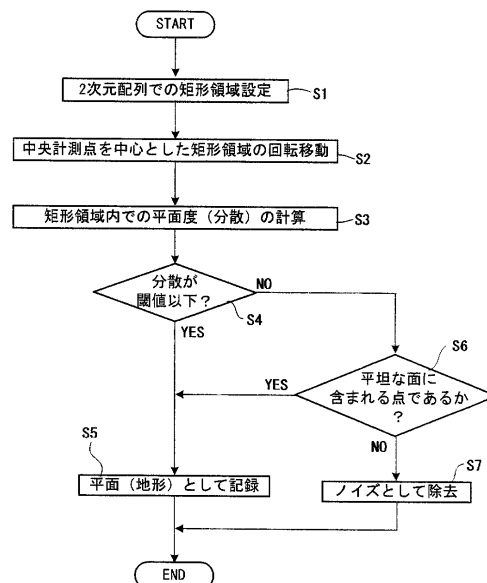 START
2次元配列での矩形領域設定
S1
中央計測点を中心とした矩形領域の回転移動
S2
矩形領域内での平面度（分散）の計算
S3
分散が
閾値以下？
NO
S4
YES
S6
平坦な面に
含まれる点であるか
？
YES
NO
S5
平面（地形）として記録
S7
ノイズとして除去
END